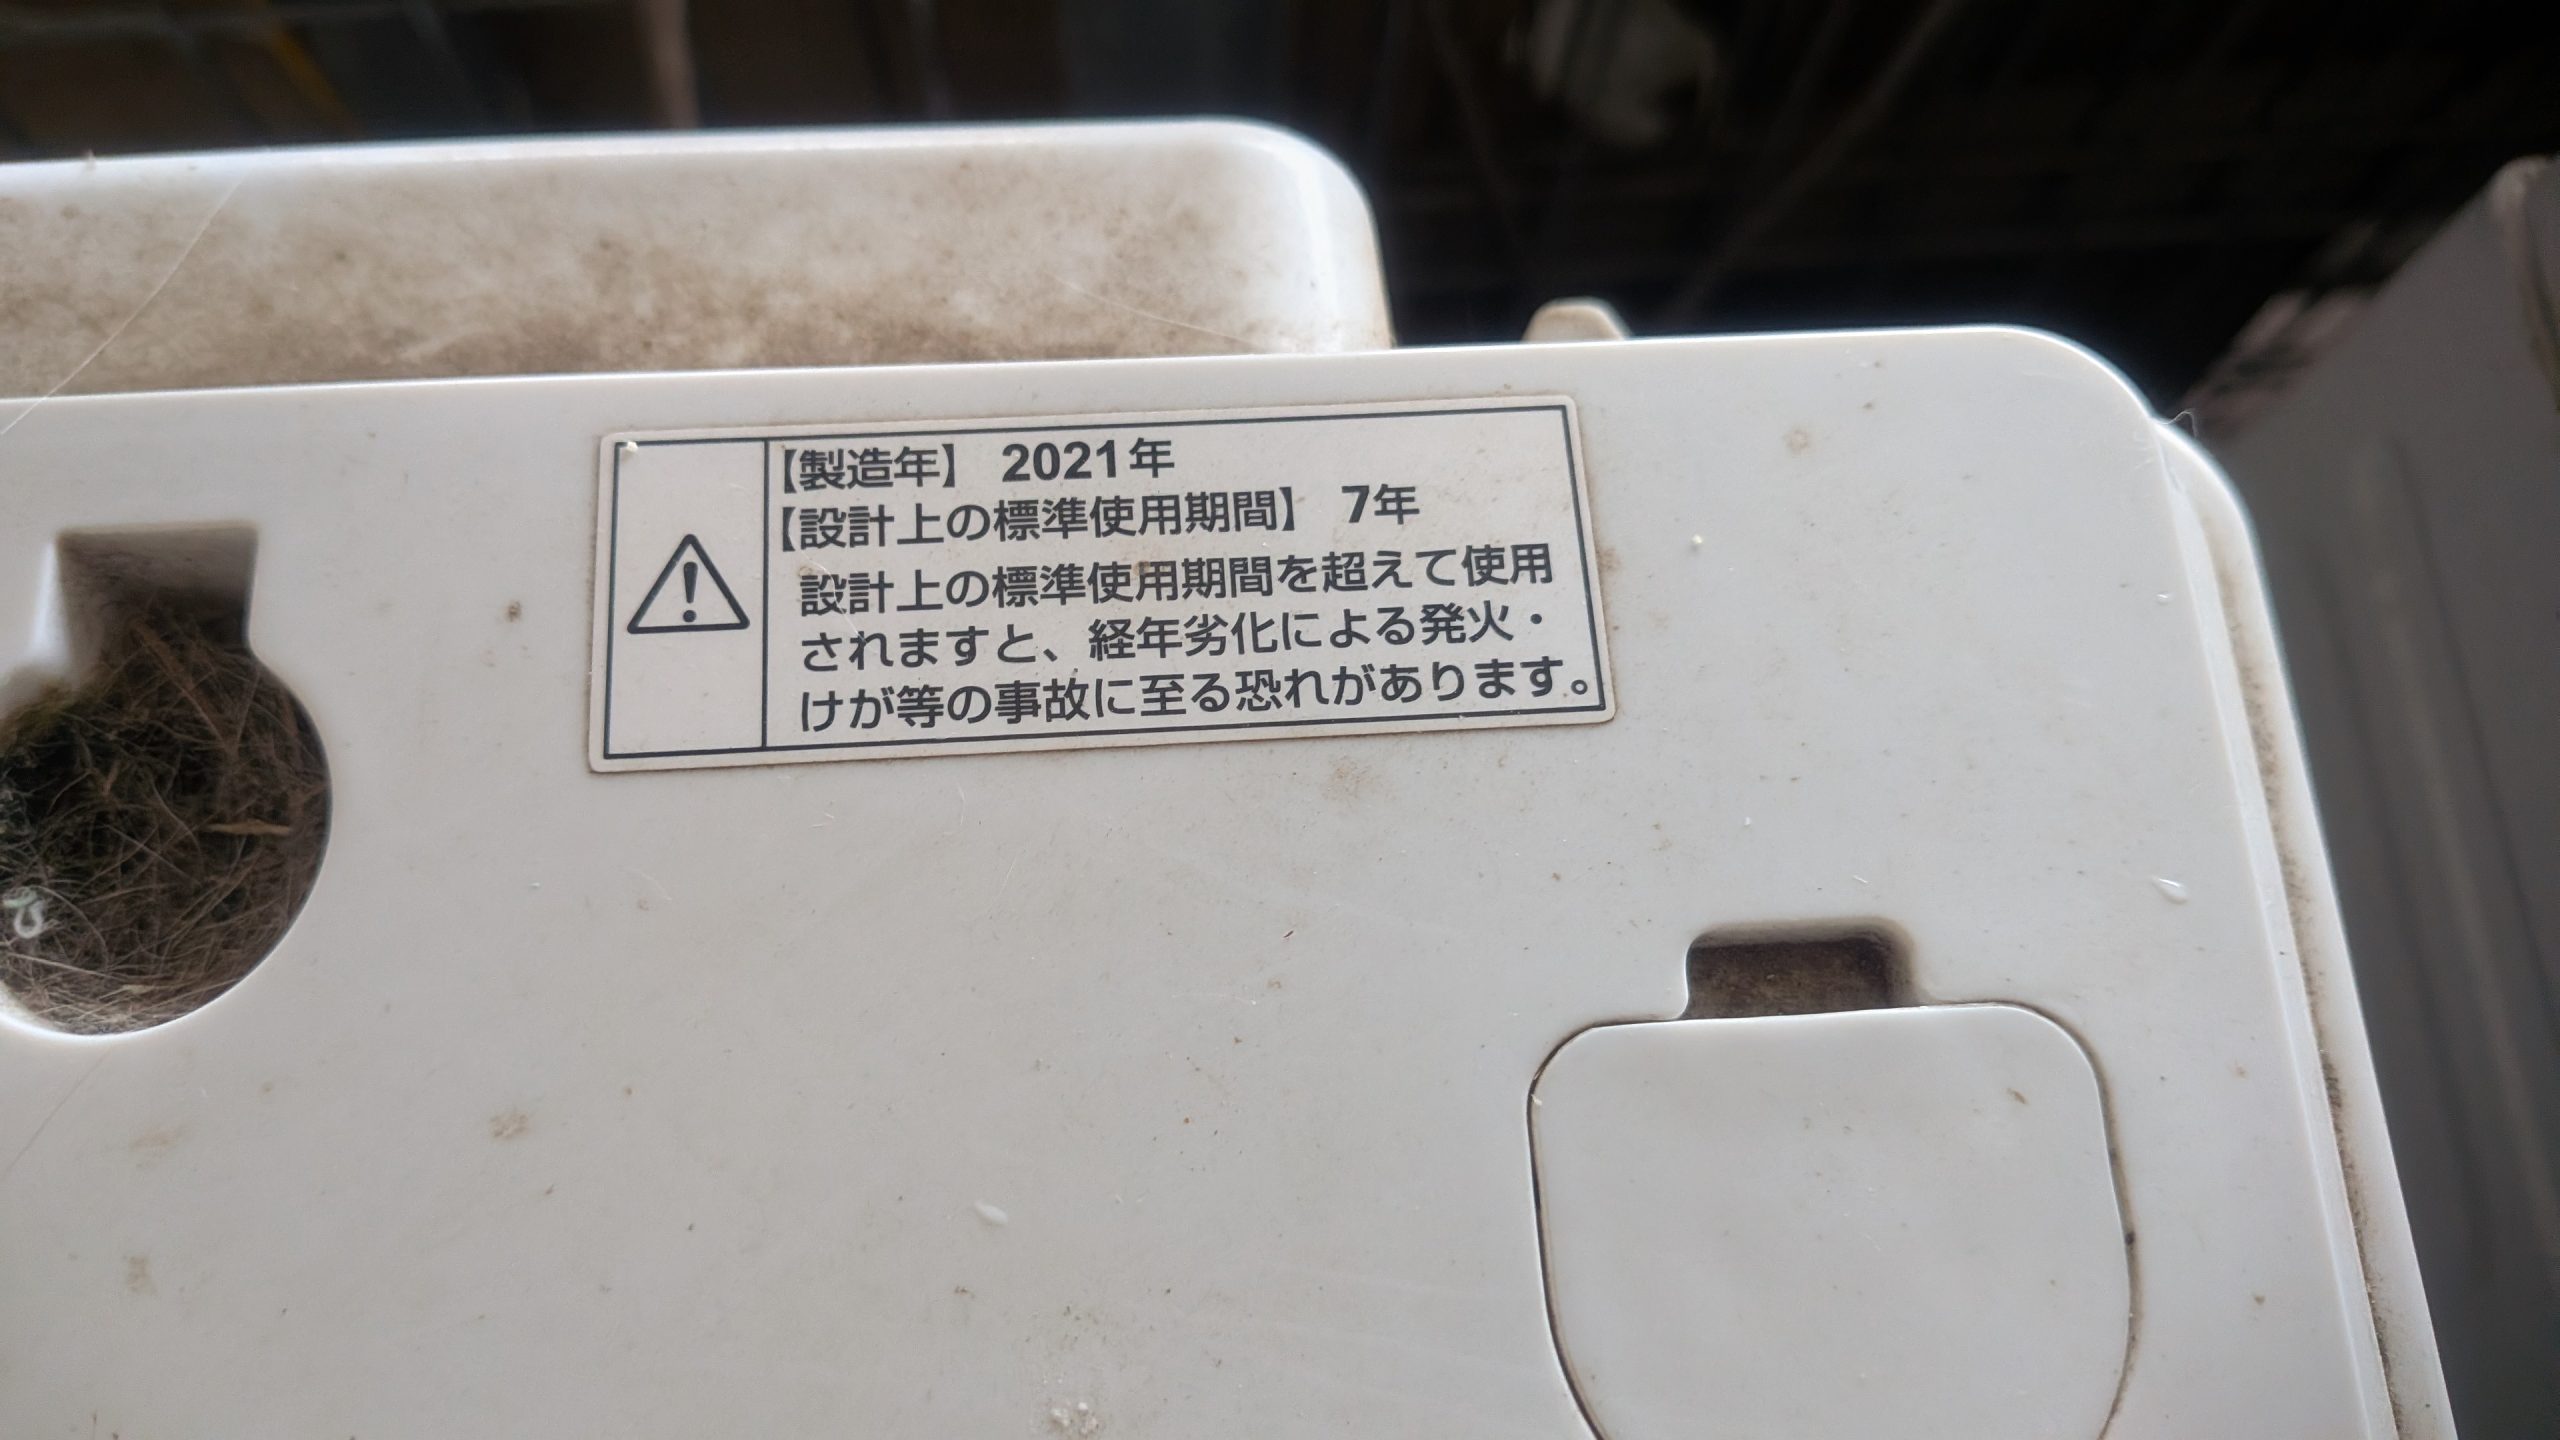 【製造年】 2021年
【設計上の標準使用期間】 7年
設計上の標準使用期間を超えて使用
されますと、経年劣化による発火・
けが等の事故に至る恐れがあります。